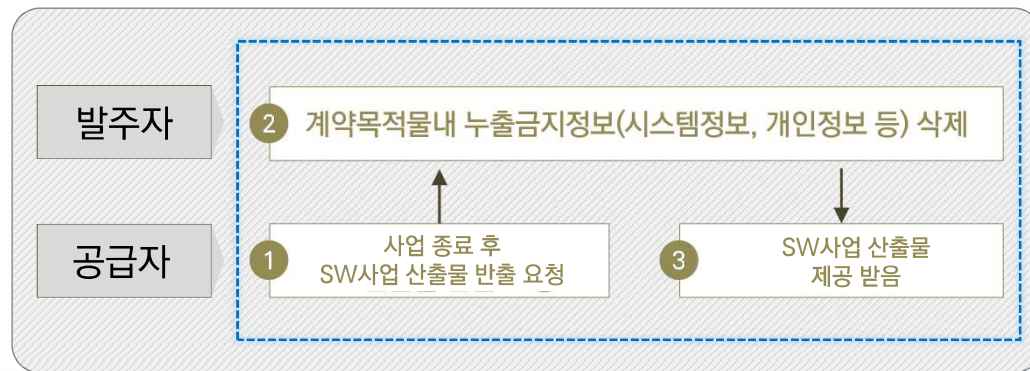 발주자
2 계약목적물내 누출금지정보(시스템정보, 개인정보 등) 삭제
공급자
1 사업 종료 후
SW사업 산출물 반출 요청
3 SW사업 산출물
제공 받음